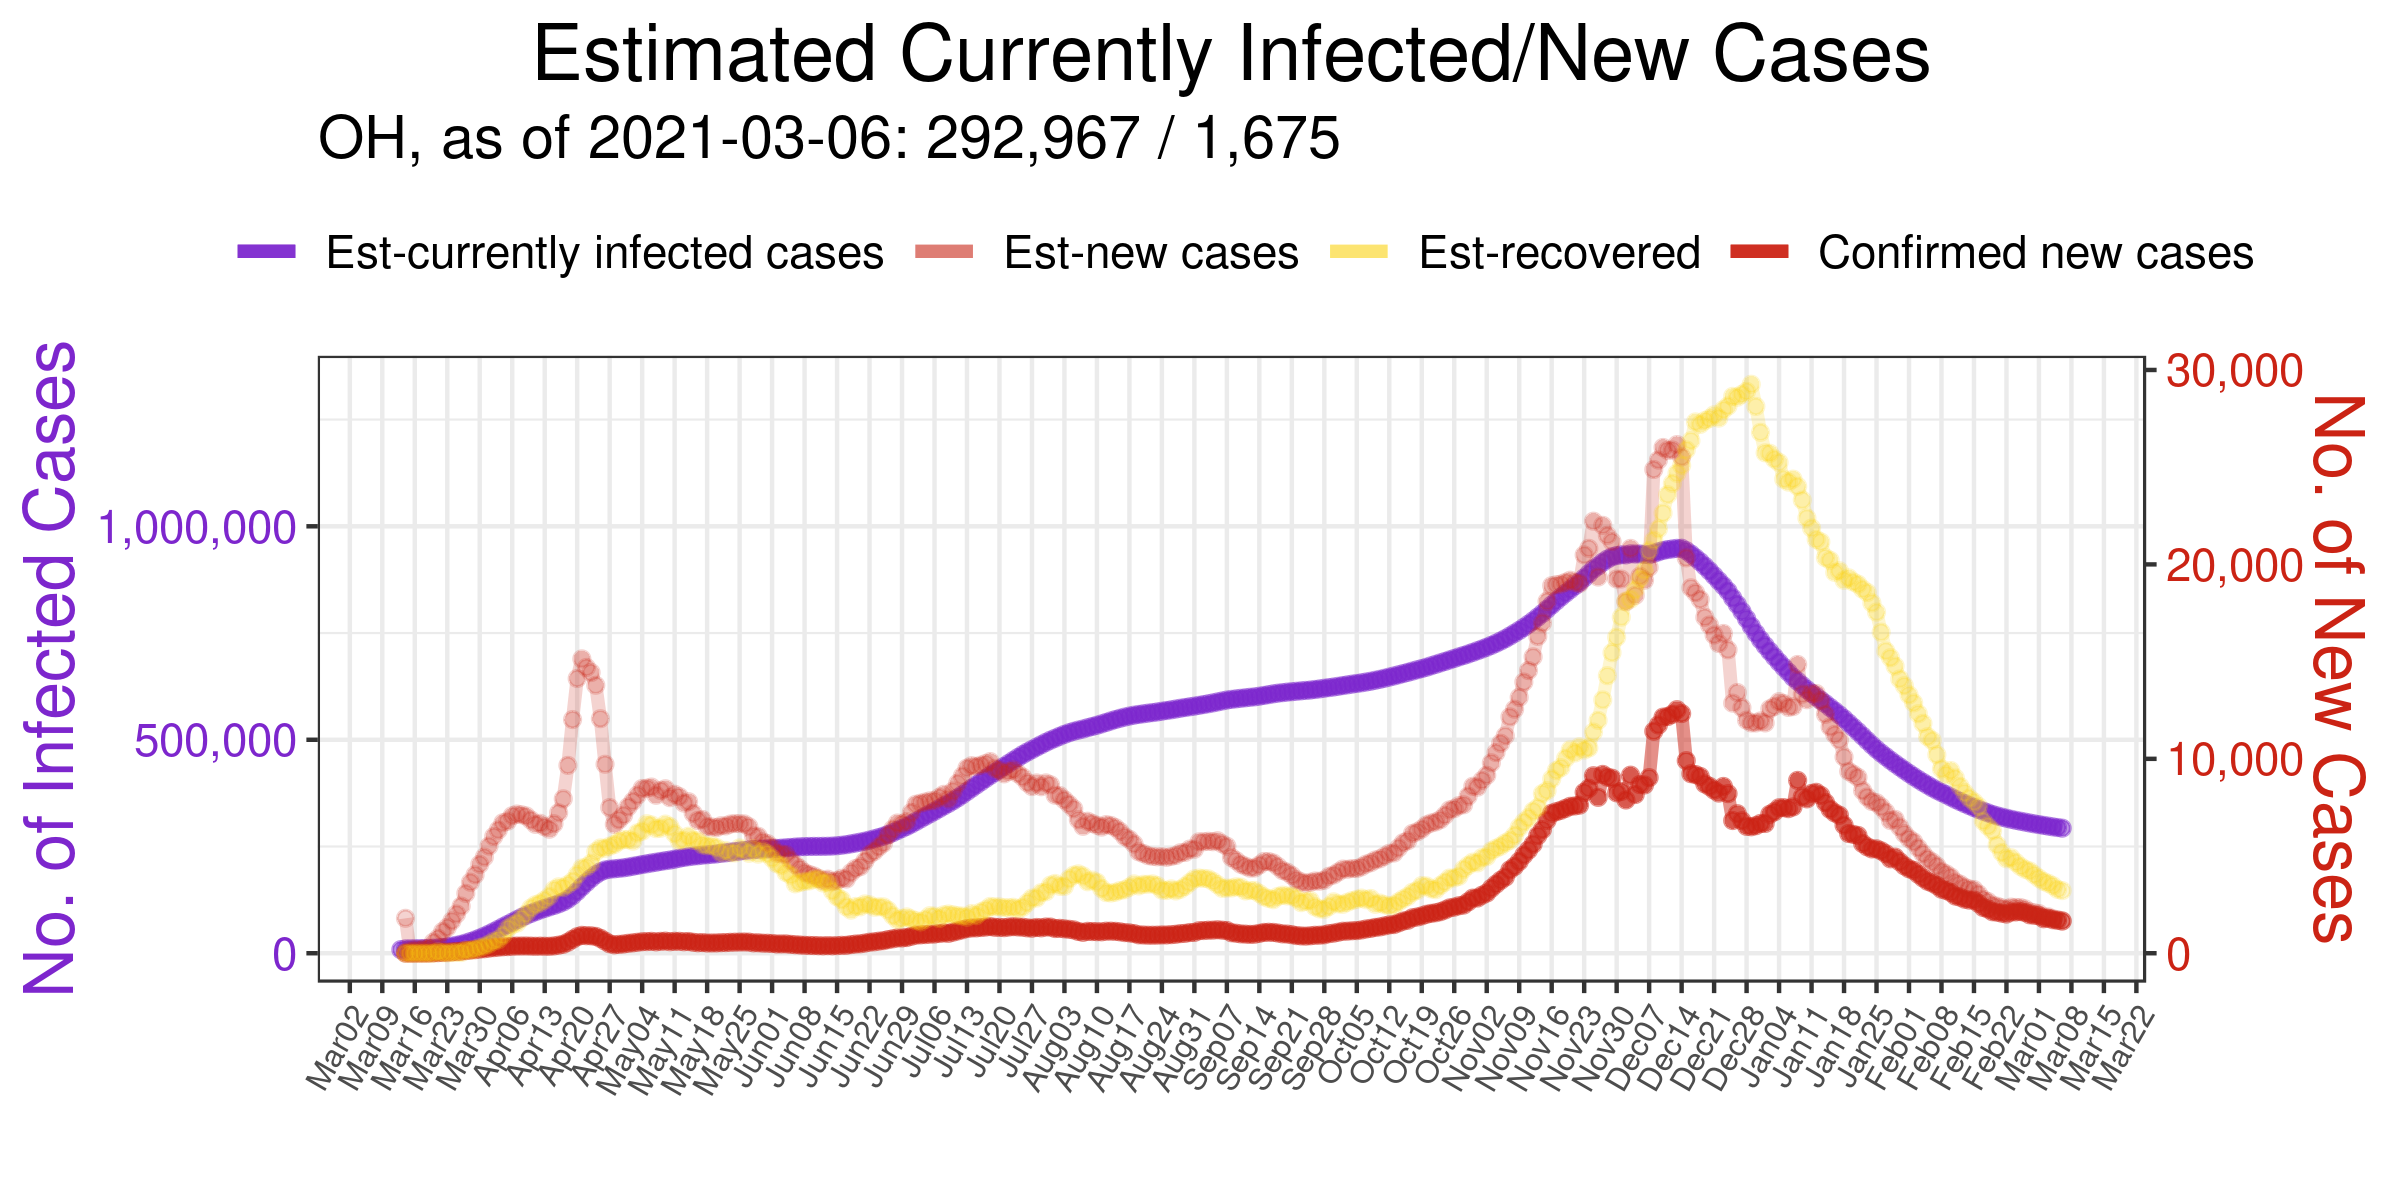 Estimated Currently Infected/New Cases
OH, as of 2021-03-06: 292,967 / 1,675
Est-currently infected cases Est-new cases Est-recovered Confirmed new cases
No. of Infected Cases
1,000,000
500,000
0
30,000
20,000
10,000
0
No. of New Cases
Mar02
Mar09
Mar16
Mar23
Mar30
Apr06
Apr13
Apr20
Apr27
May04
May11
May18
May25
Jun01
Jun08
Jun15
Jun22
Jun29
Jul06
Jul13
Jul20
Jul27
Aug03
Aug10
Aug17
Aug24
Aug31
Sep07
Sep14
Sep21
Sep28
Oct05
Oct12
Oct19
Oct26
Nov02
Nov09
Nov16
Nov23
Nov30
Dec07
Dec14
Dec21
Dec28
Jan04
Jan11
Jan18
Jan25
Feb01
Feb08
Feb15
Feb22
Mar01
Mar08
Mar15
Mar22